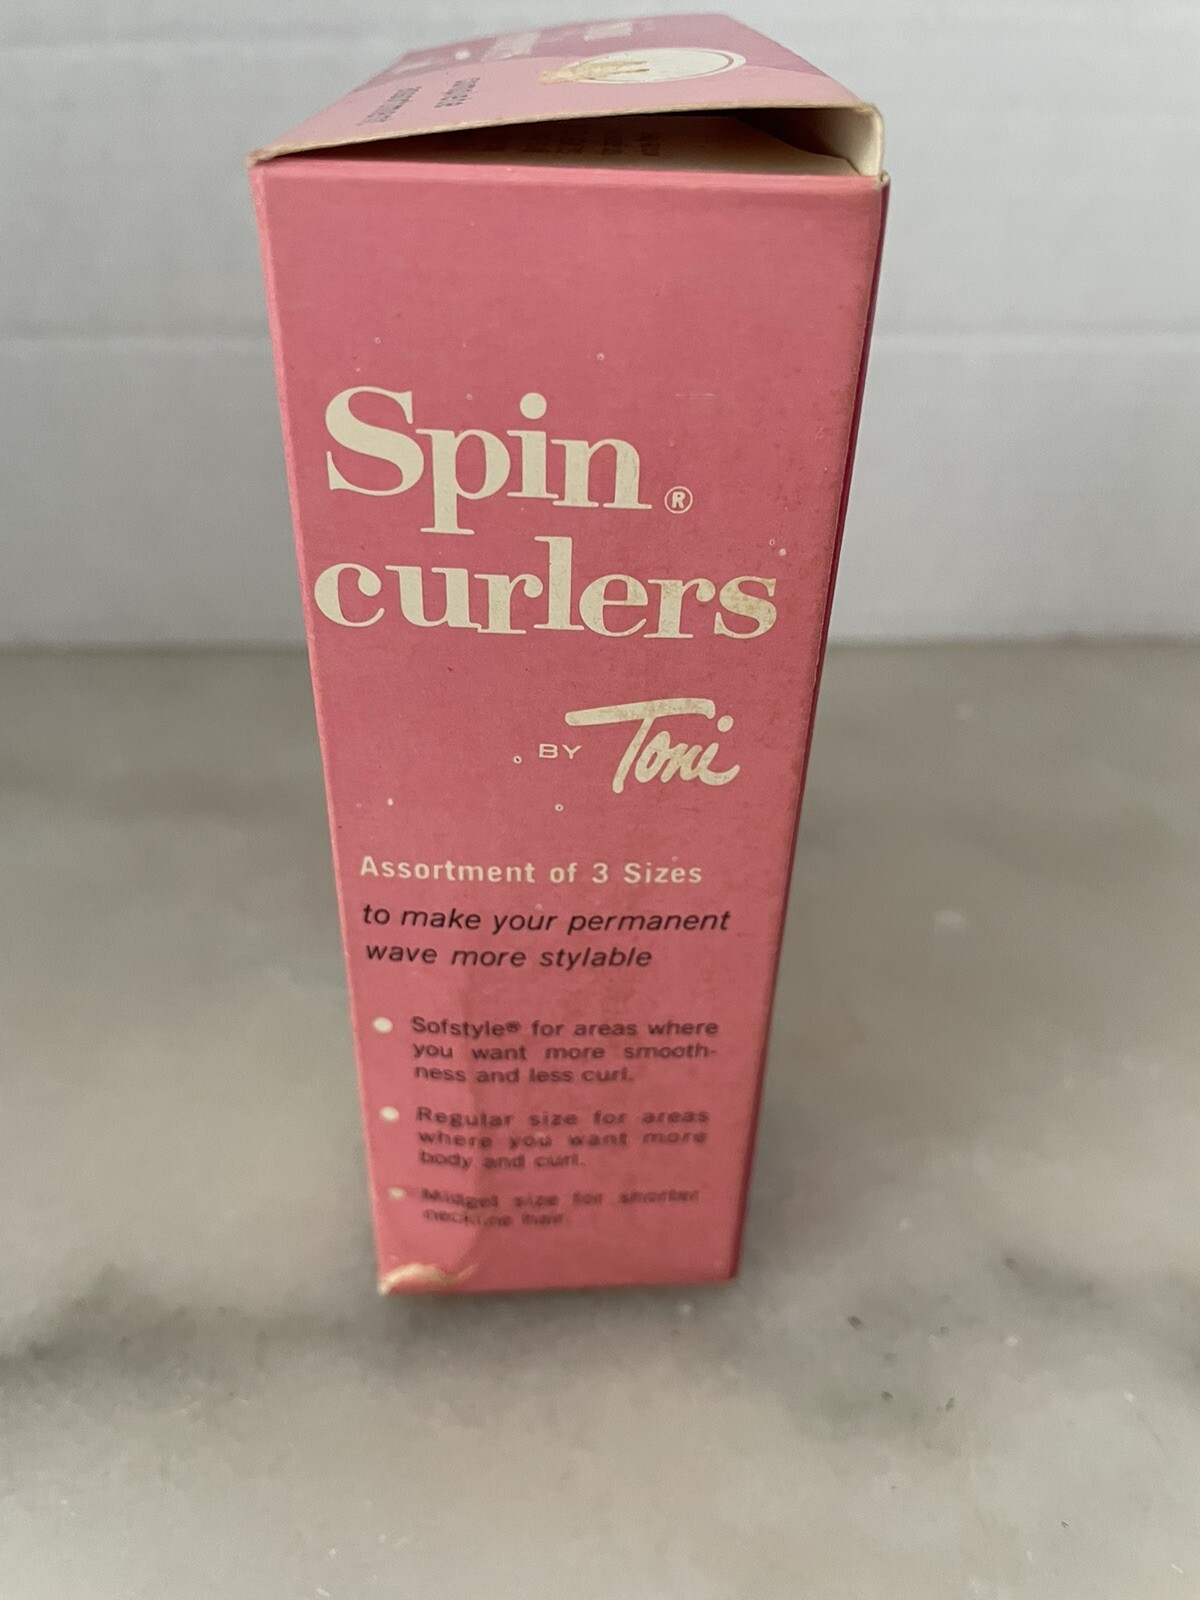 complete
assortment
Spin®
curlers
BY Toni
Assortment of 3 Sizes
to make your permanent
wave more stylable
Sofstyle® for areas where
you want more smooth-
ness and less curl.
Regular size for areas
where you want more
body and curl.
Midget size for shorter
neckline hair.